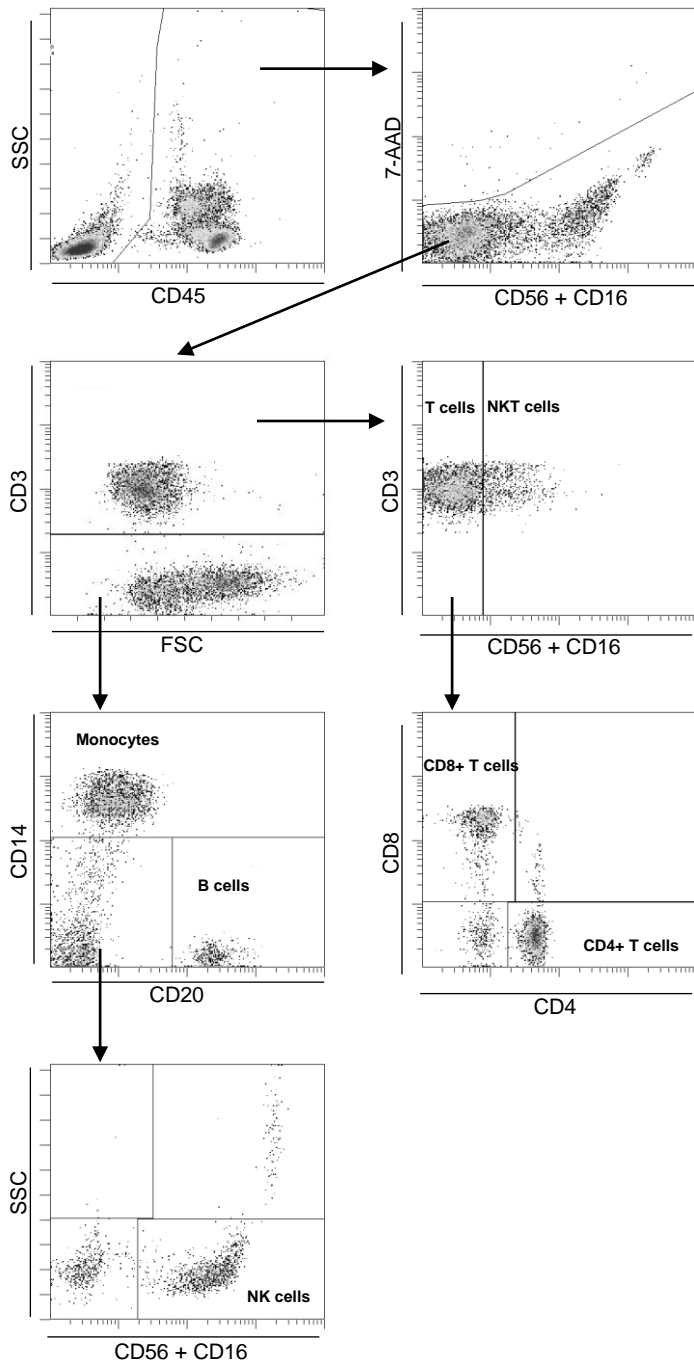 SSC
CD45
7-AAD
CD56 + CD16
CD3
FSC
CD3
T cells
NKT cells
CD56 + CD16
CD14
Monocytes
B cells
CD20
CD8
CD8+ T cells
CD4+ T cells
CD4
SSC
NK cells
CD56 + CD16